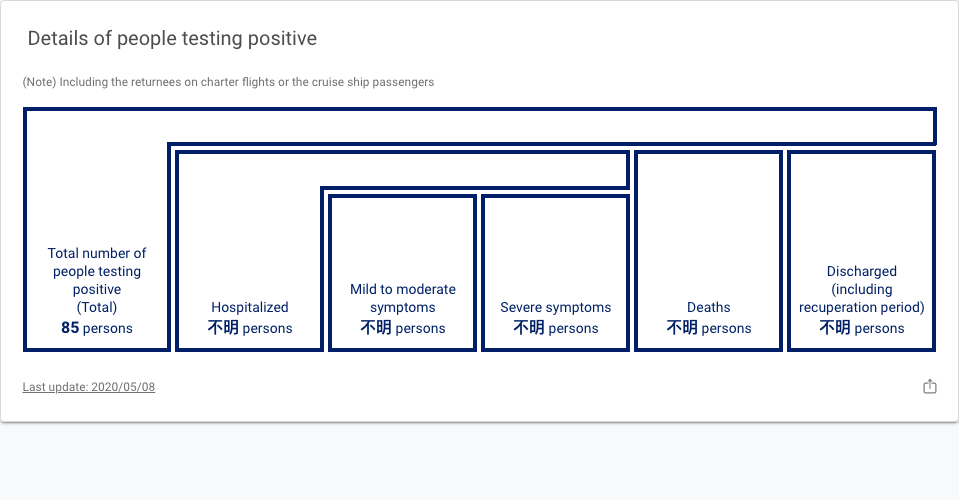 Details of people testing positive
(Note) Including the returnees on charter flights or the cruise ship passengers
Total number of
people testing
positive
(Total)
85 persons
Hospitalized
不明 persons
Mild to moderate
symptoms
不明 persons
Severe symptoms
不明 persons
Deaths
不明 persons
Discharged
(including
recuperation period)
不明 persons
Last update: 2020/05/08